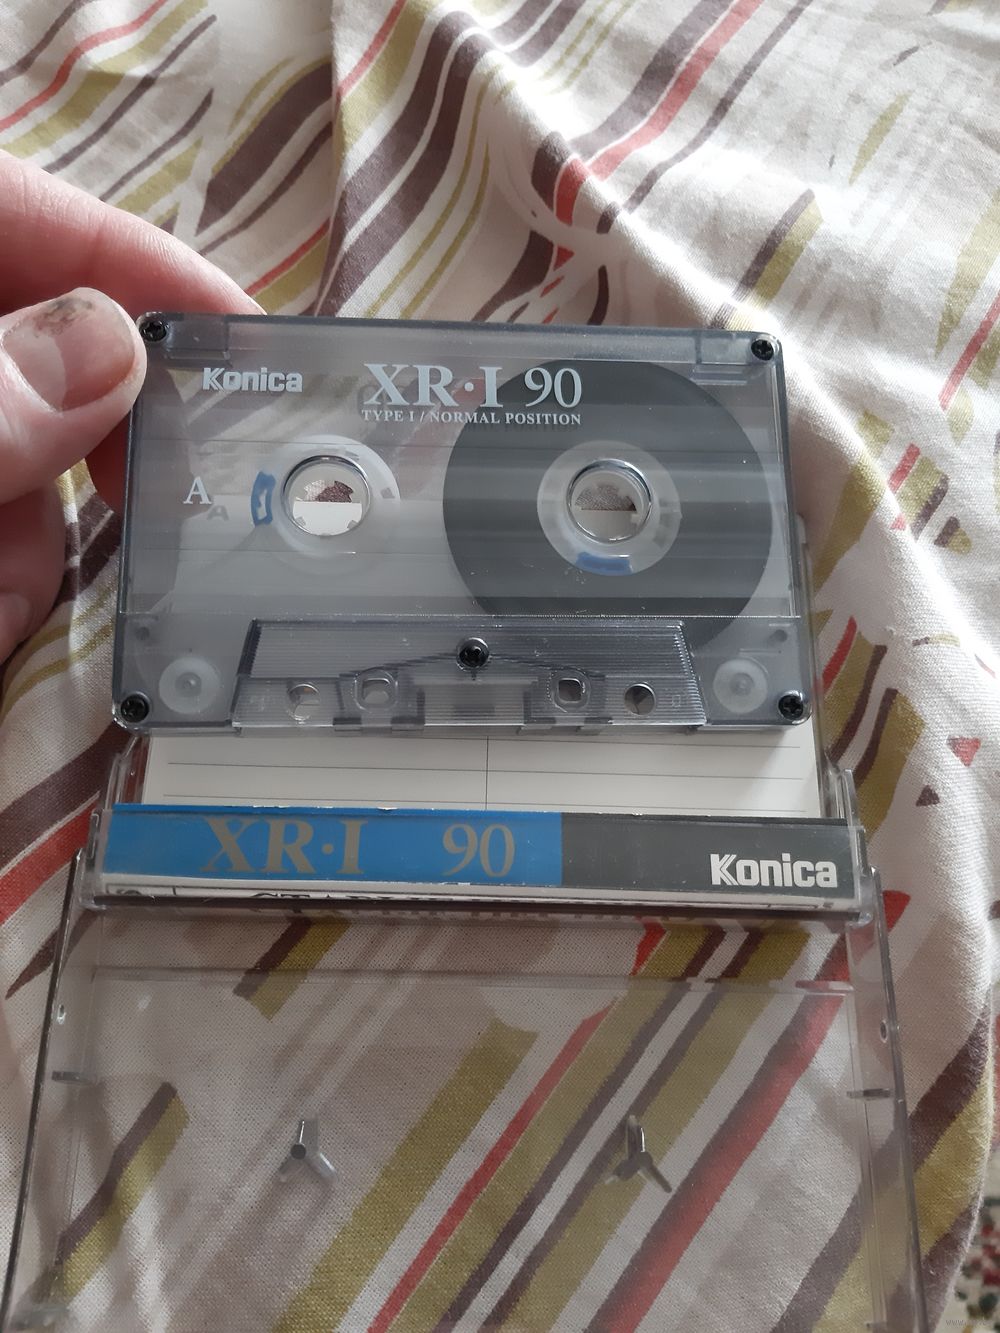 Konica
XR·I 90
TYPE I / NORMAL POSITION
A
XR·I 90
Konica